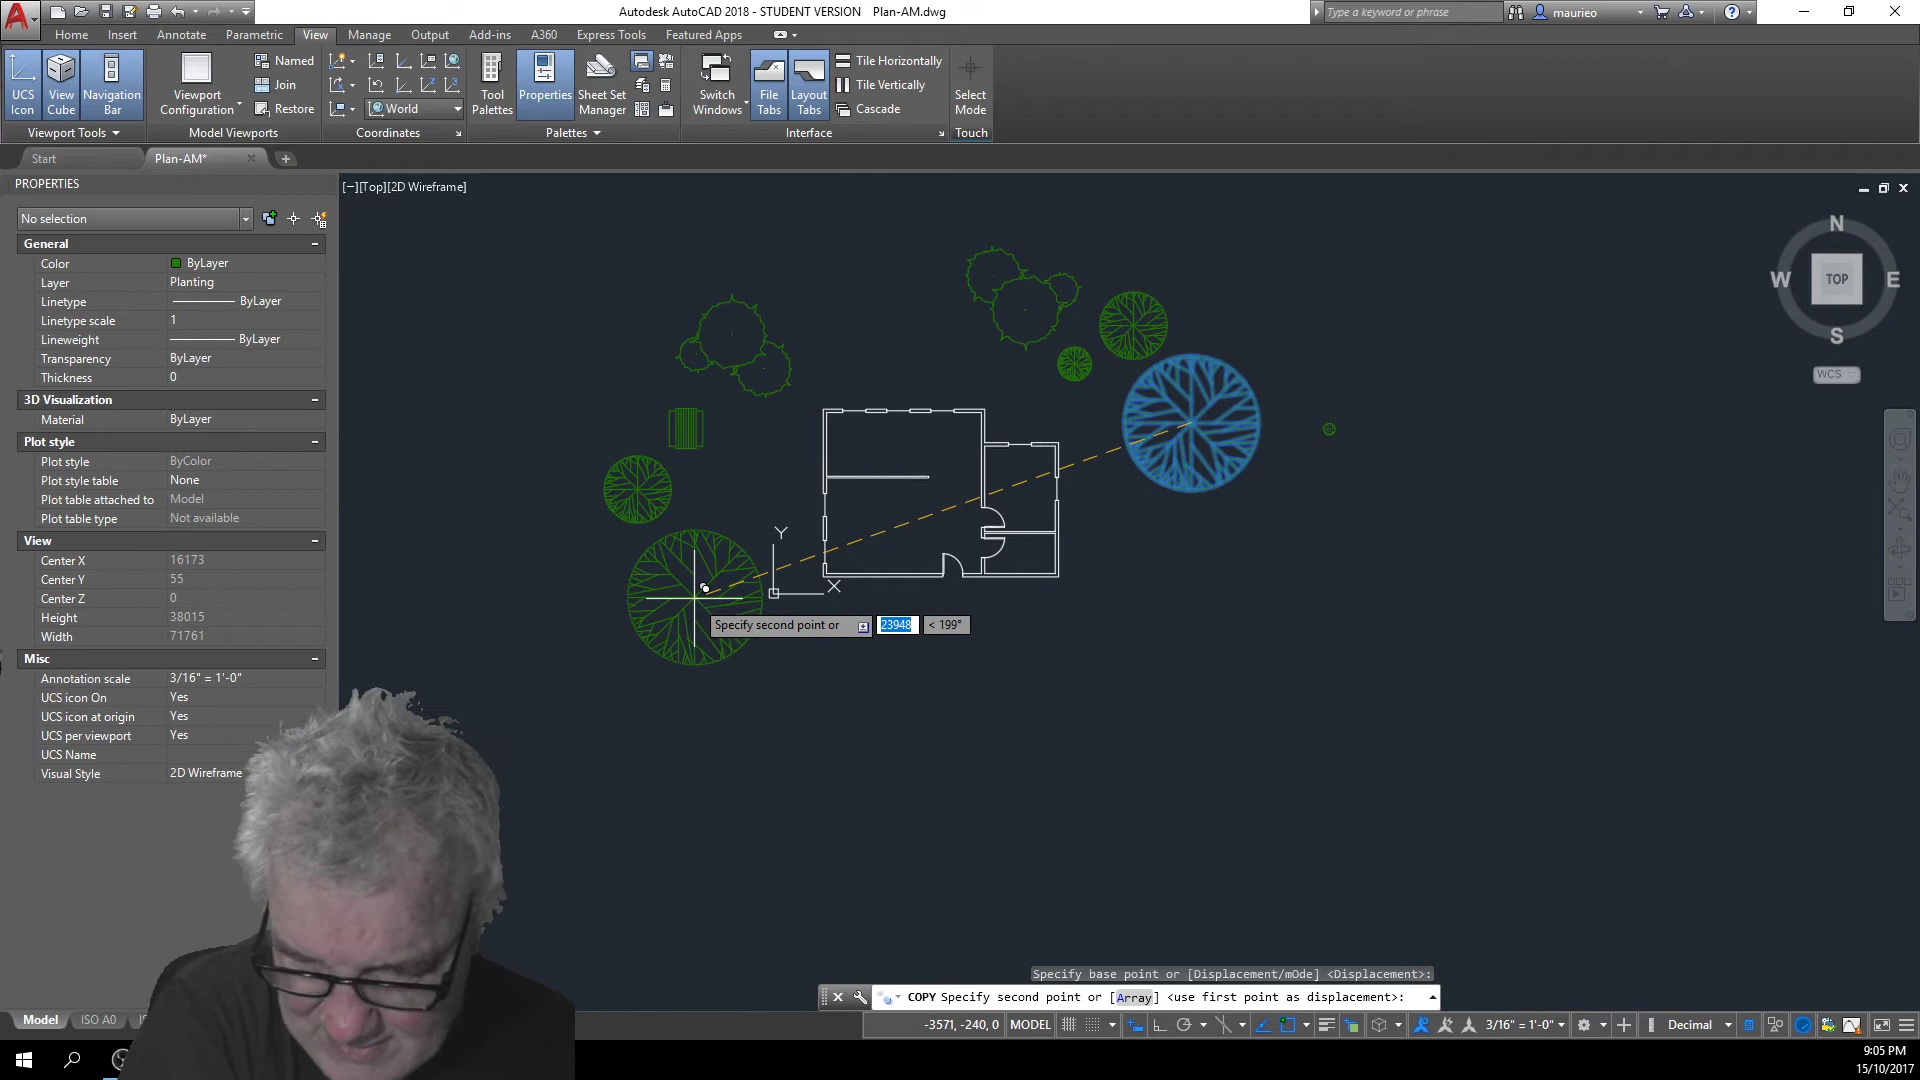 Autodesk AutoCAD 2018 - STUDENT VERSION Plan-AM.dwg
Type a keyword or phrase
maurieo
Home Insert Annotate Parametric View Manage Output Add-ins A360 Express Tools Featured Apps
UCS Icon
View Cube
Navigation Bar
Viewport Tools
Viewport Configuration
Named
Join
Restore
Model Viewports
World
Coordinates
Tool Palettes
Properties
Sheet Set Manager
Palettes
Switch Windows
File Tabs
Layout Tabs
Tile Horizontally
Tile Vertically
Cascade
Interface
Select Mode
Touch
Start
Plan-AM*
PROPERTIES
No selection
General
Color ByLayer
Layer Planting
Linetype ByLayer
Linetype scale 1
Lineweight ByLayer
Transparency ByLayer
Thickness 0
3D Visualization
Material ByLayer
Plot style
Plot style ByColor
Plot style table None
Plot table attached to Model
Plot table type Not available
View
Center X 16173
Center Y 55
Center Z 0
Height 38015
Width 71761
Misc
Annotation scale 3/16" = 1'-0"
UCS icon On Yes
UCS icon at origin Yes
UCS per viewport Yes
UCS Name
Visual Style 2D Wireframe
[−][Top][2D Wireframe]
N
W TOP E
S
WCS
Y
X
Specify second point or 23948 < 199°
Specify base point or [Displacement/mOde] <Displacement>:
COPY Specify second point or [Array] <use first point as displacement>:
Model ISO A0
-3571, -240, 0 MODEL 3/16" = 1'-0" Decimal
9:05 PM
15/10/2017